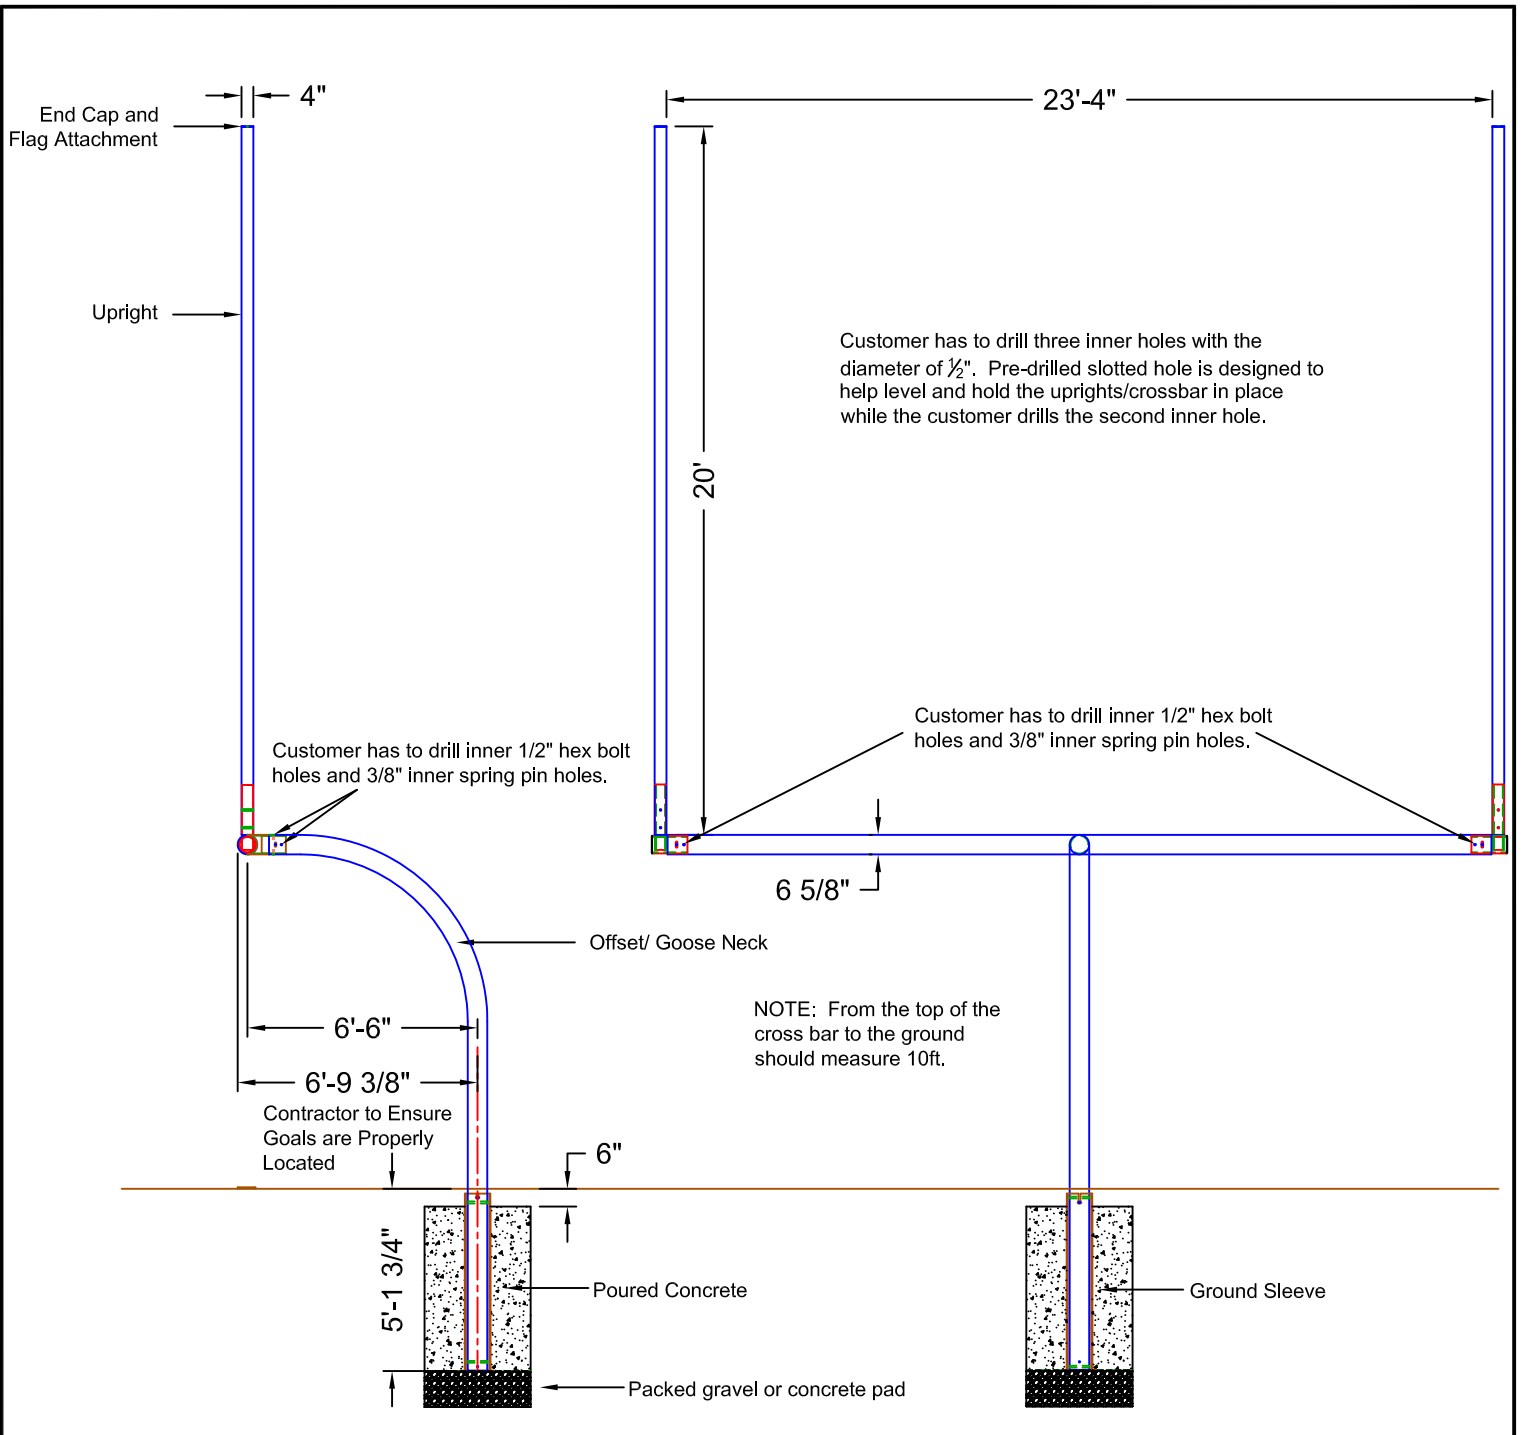 End Cap and
Flag Attachment
4"
23'-4"
Upright
20'
Customer has to drill three inner holes with the
diameter of ½". Pre-drilled slotted hole is designed to
help level and hold the uprights/crossbar in place
while the customer drills the second inner hole.
Customer has to drill inner 1/2" hex bolt
holes and 3/8" inner spring pin holes.
Customer has to drill inner 1/2" hex bolt
holes and 3/8" inner spring pin holes.
6 5/8"
Offset/ Goose Neck
NOTE: From the top of the
cross bar to the ground
should measure 10ft.
6'-6"
6'-9 3/8"
Contractor to Ensure
Goals are Properly
Located
6"
5'-1 3/4"
Poured Concrete
Ground Sleeve
Packed gravel or concrete pad